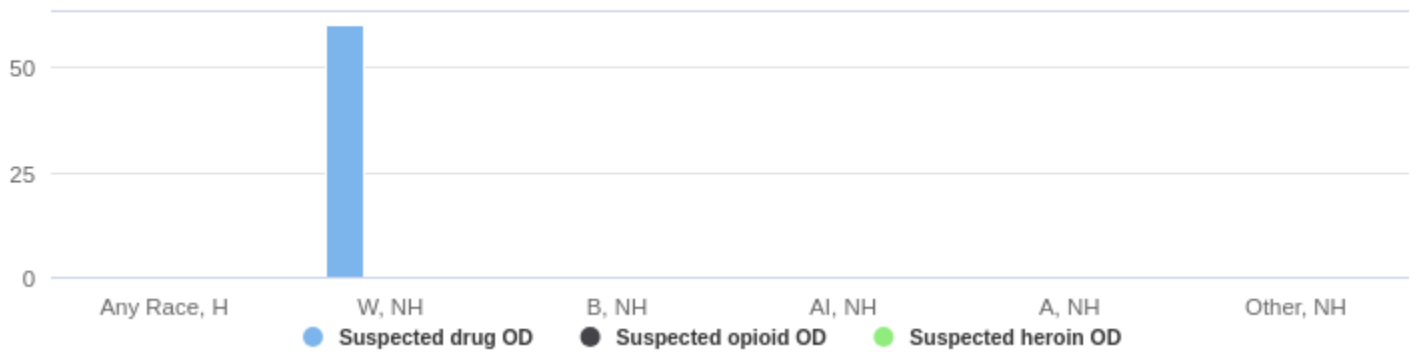 50
25
0
Any Race, H W, NH B, NH AI, NH A, NH Other, NH
Suspected drug OD Suspected opioid OD Suspected heroin OD